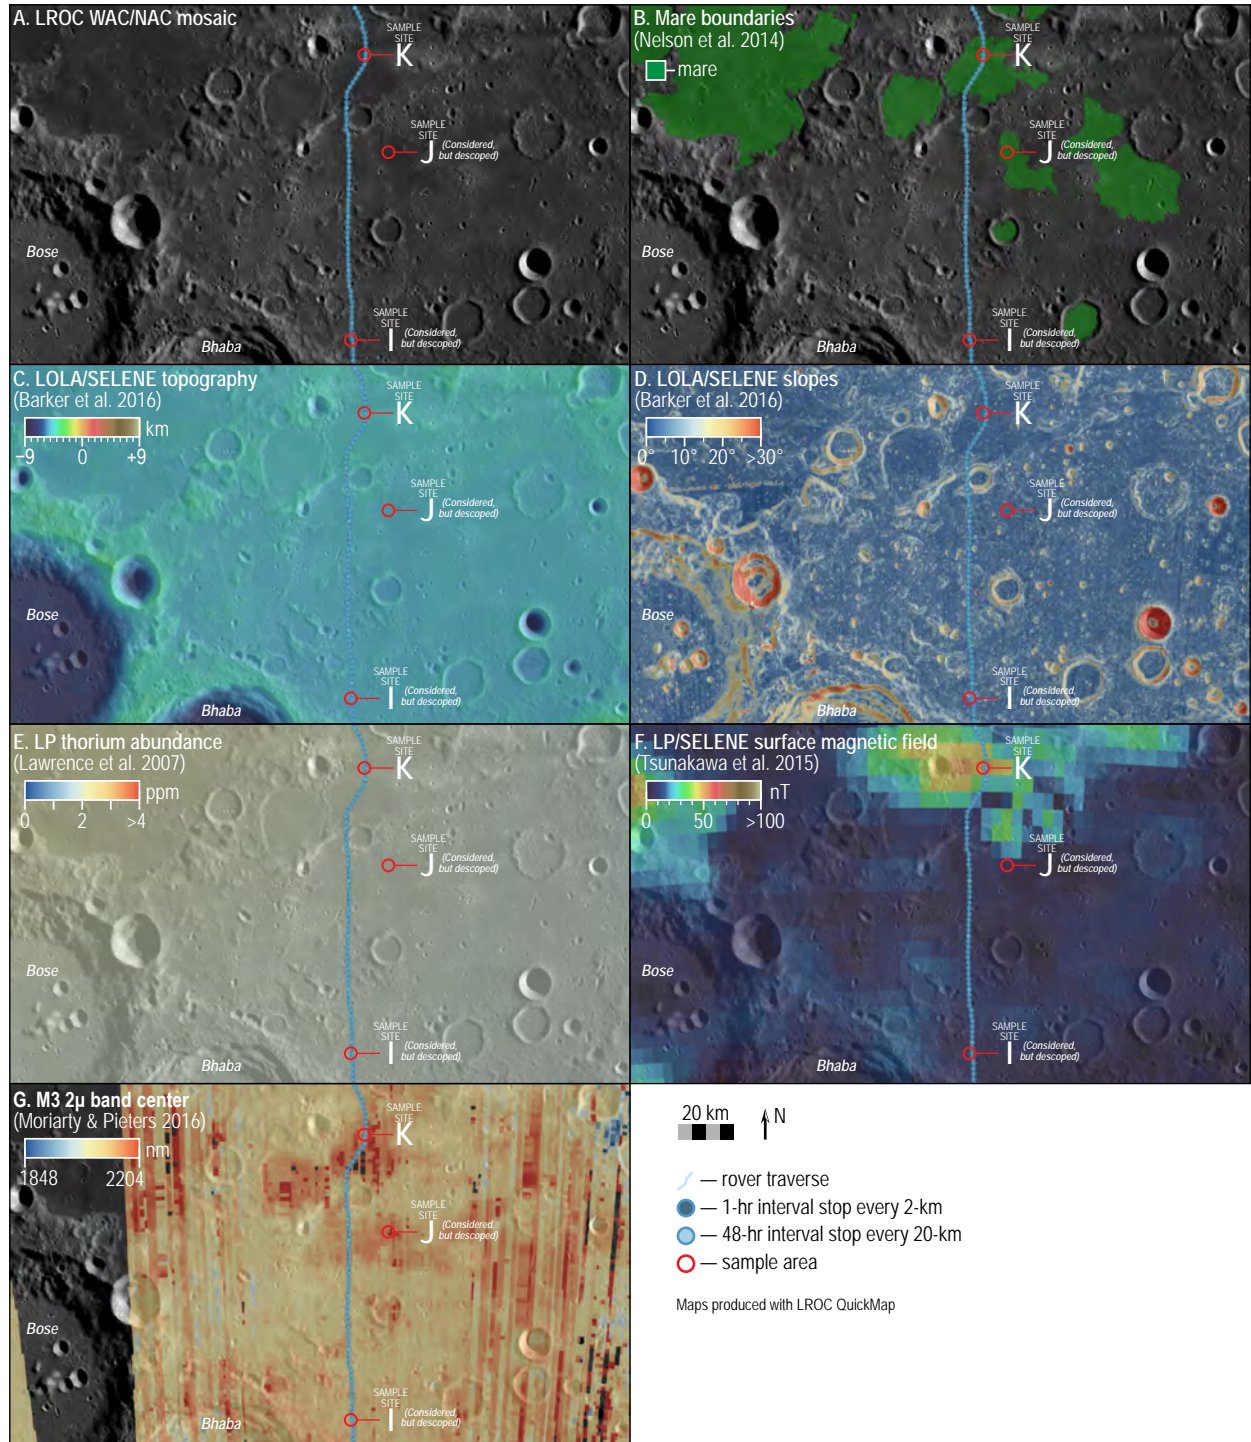 A. LROC WAC/NAC mosaic
SAMPLE
SITE
K
SAMPLE
SITE
J
(Considered,
but descoped)
Bose
SAMPLE
SITE
I
(Considered,
but descoped)
Bhaba
B. Mare boundaries
(Nelson et al. 2014)
mare
SAMPLE
SITE
K
SAMPLE
SITE
J
(Considered,
but descoped)
Bose
SAMPLE
SITE
I
(Considered,
but descoped)
Bhaba
C. LOLA/SELENE topography
(Barker et al. 2016)
km
−9 0 +9
SAMPLE
SITE
K
SAMPLE
SITE
J
(Considered,
but descoped)
Bose
SAMPLE
SITE
I
(Considered,
but descoped)
Bhaba
D. LOLA/SELENE slopes
(Barker et al. 2016)
0° 10° 20° >30°
SAMPLE
SITE
K
SAMPLE
SITE
J
(Considered,
but descoped)
Bose
SAMPLE
SITE
I
(Considered,
but descoped)
Bhaba
E. LP thorium abundance
(Lawrence et al. 2007)
ppm
0 2 >4
SAMPLE
SITE
K
SAMPLE
SITE
J
(Considered,
but descoped)
Bose
SAMPLE
SITE
I
(Considered,
but descoped)
Bhaba
F. LP/SELENE surface magnetic field
(Tsunakawa et al. 2015)
nT
0 50 >100
SAMPLE
SITE
K
SAMPLE
SITE
J
(Considered,
but descoped)
Bose
SAMPLE
SITE
I
(Considered,
but descoped)
Bhaba
G. M3 2μ band center
(Moriarty & Pieters 2016)
nm
1848 2204
SAMPLE
SITE
K
SAMPLE
SITE
J
(Considered,
but descoped)
Bose
SAMPLE
SITE
I
(Considered,
but descoped)
Bhaba
20 km
N
— rover traverse
— 1-hr interval stop every 2-km
— 48-hr interval stop every 20-km
— sample area
Maps produced with LROC QuickMap